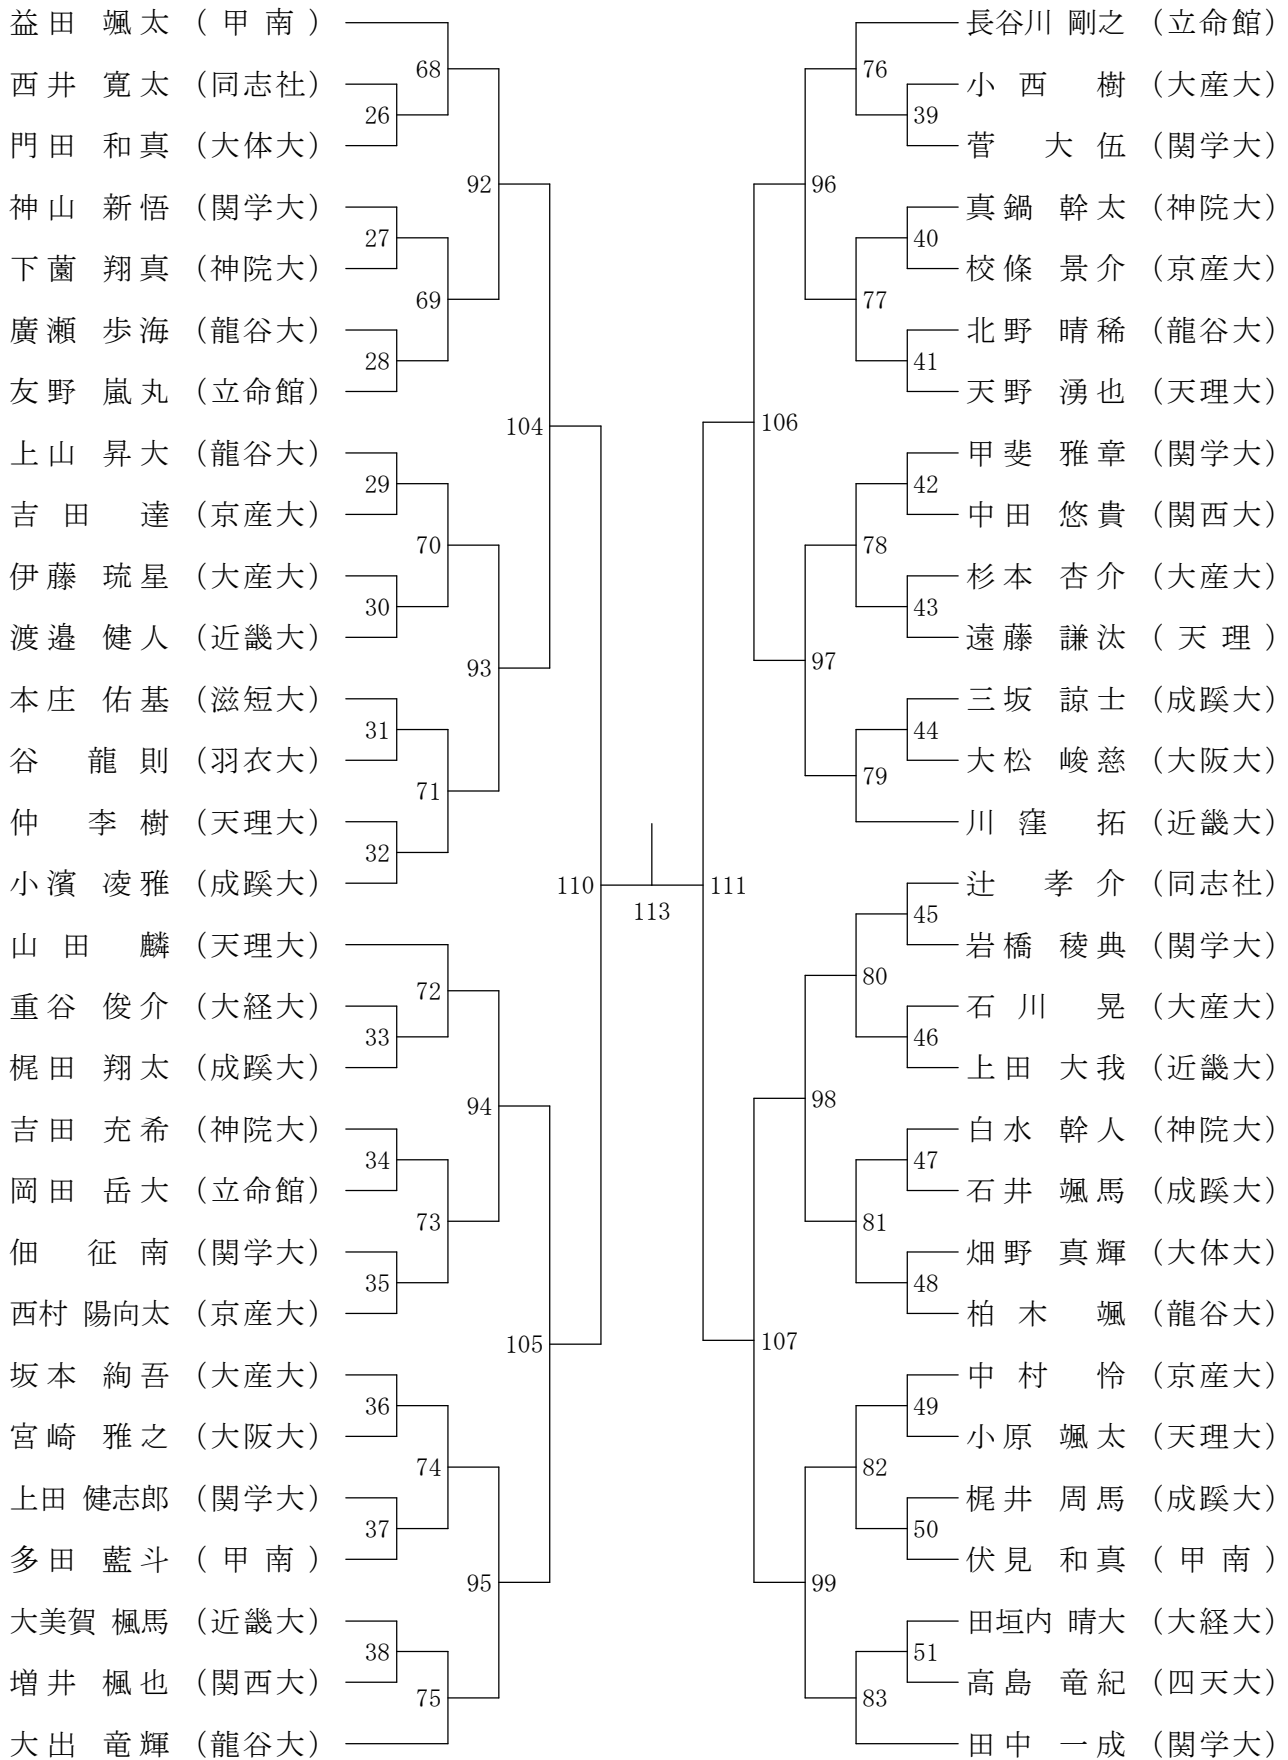 益田 颯太 (甲南)
68
西井 寛太 (同志社)
26
門田 和真 (大体大)
92
神山 新悟 (関学大)
27
下薗 翔真 (神院大)
69
廣瀬 歩海 (龍谷大)
28
友野 嵐丸 (立命館)
104
上山 昇大 (龍谷大)
29
吉田 達 (京産大)
70
伊藤 琉星 (大産大)
30
渡邉 健人 (近畿大)
93
本庄 佑基 (滋短大)
31
谷 龍則 (羽衣大)
71
仲 李樹 (天理大)
32
小濱 凌雅 (成蹊大)
110
山田 麟 (天理大)
72
重谷 俊介 (大経大)
33
梶田 翔太 (成蹊大)
94
吉田 充希 (神院大)
34
岡田 岳大 (立命館)
73
佃 征南 (関学大)
35
西村 陽向太 (京産大)
105
坂本 絢吾 (大産大)
36
宮崎 雅之 (大阪大)
74
上田 健志郎 (関学大)
37
多田 藍斗 (甲南)
95
大美賀 楓馬 (近畿大)
38
増井 楓也 (関西大)
75
大出 竜輝 (龍谷大)
113
長谷川 剛之 (立命館)
76
小西 樹 (大産大)
39
菅 大伍 (関学大)
96
真鍋 幹太 (神院大)
40
校條 景介 (京産大)
77
北野 晴稀 (龍谷大)
41
天野 湧也 (天理大)
106
甲斐 雅章 (関学大)
42
中田 悠貴 (関西大)
78
杉本 杏介 (大産大)
43
遠藤 謙汰 (天理)
97
三坂 諒士 (成蹊大)
44
大松 峻慈 (大阪大)
79
川窪 拓 (近畿大)
111
辻 孝介 (同志社)
45
岩橋 稜典 (関学大)
80
石川 晃 (大産大)
46
上田 大我 (近畿大)
98
白水 幹人 (神院大)
47
石井 颯馬 (成蹊大)
81
畑野 真輝 (大体大)
48
柏木 颯 (龍谷大)
107
中村 怜 (京産大)
49
小原 颯太 (天理大)
82
梶井 周馬 (成蹊大)
50
伏見 和真 (甲南)
99
田垣内 晴大 (大経大)
51
高島 竜紀 (四天大)
83
田中 一成 (関学大)